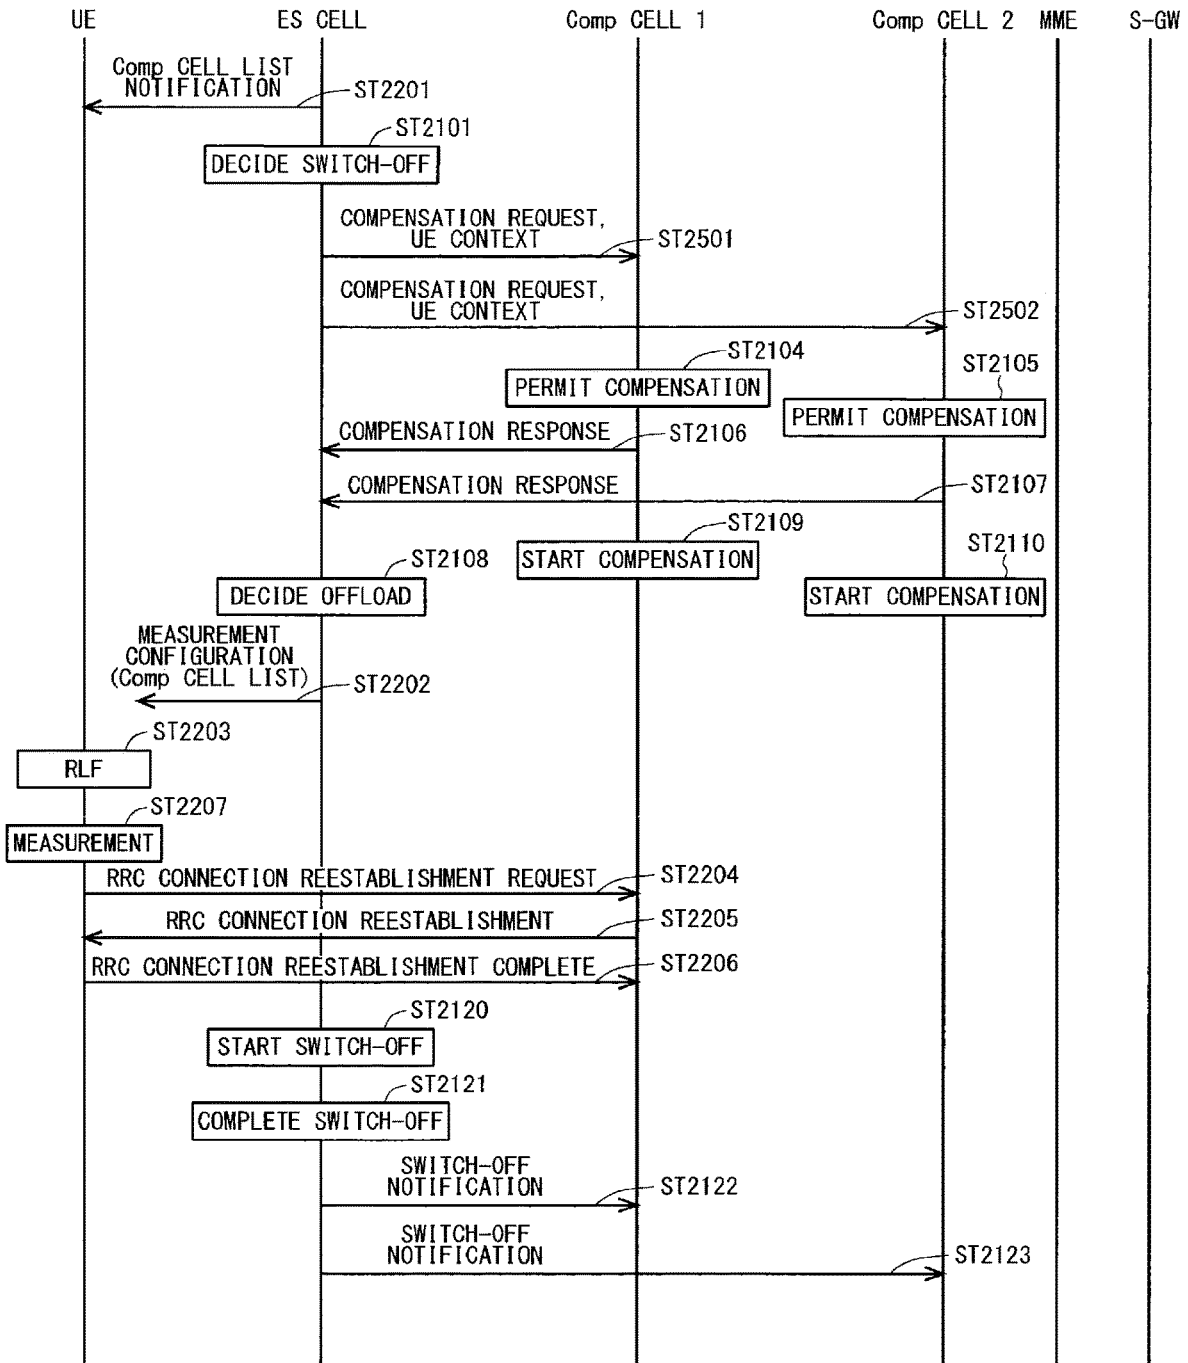 UE ES CELL Comp CELL 1 Comp CELL 2 MME S-GW
Comp CELL LIST
NOTIFICATION
ST2201
ST2101
DECIDE SWITCH-OFF
COMPENSATION REQUEST,
UE CONTEXT
ST2501
COMPENSATION REQUEST,
UE CONTEXT
ST2502
ST2104
PERMIT COMPENSATION
ST2105
PERMIT COMPENSATION
COMPENSATION RESPONSE
ST2106
COMPENSATION RESPONSE
ST2107
ST2109
START COMPENSATION
ST2108
DECIDE OFFLOAD
ST2110
START COMPENSATION
MEASUREMENT
CONFIGURATION
(Comp CELL LIST)
ST2202
ST2203
RLF
ST2207
MEASUREMENT
RRC CONNECTION REESTABLISHMENT REQUEST
ST2204
RRC CONNECTION REESTABLISHMENT
ST2205
RRC CONNECTION REESTABLISHMENT COMPLETE
ST2206
ST2120
START SWITCH-OFF
ST2121
COMPLETE SWITCH-OFF
SWITCH-OFF
NOTIFICATION
ST2122
SWITCH-OFF
NOTIFICATION
ST2123